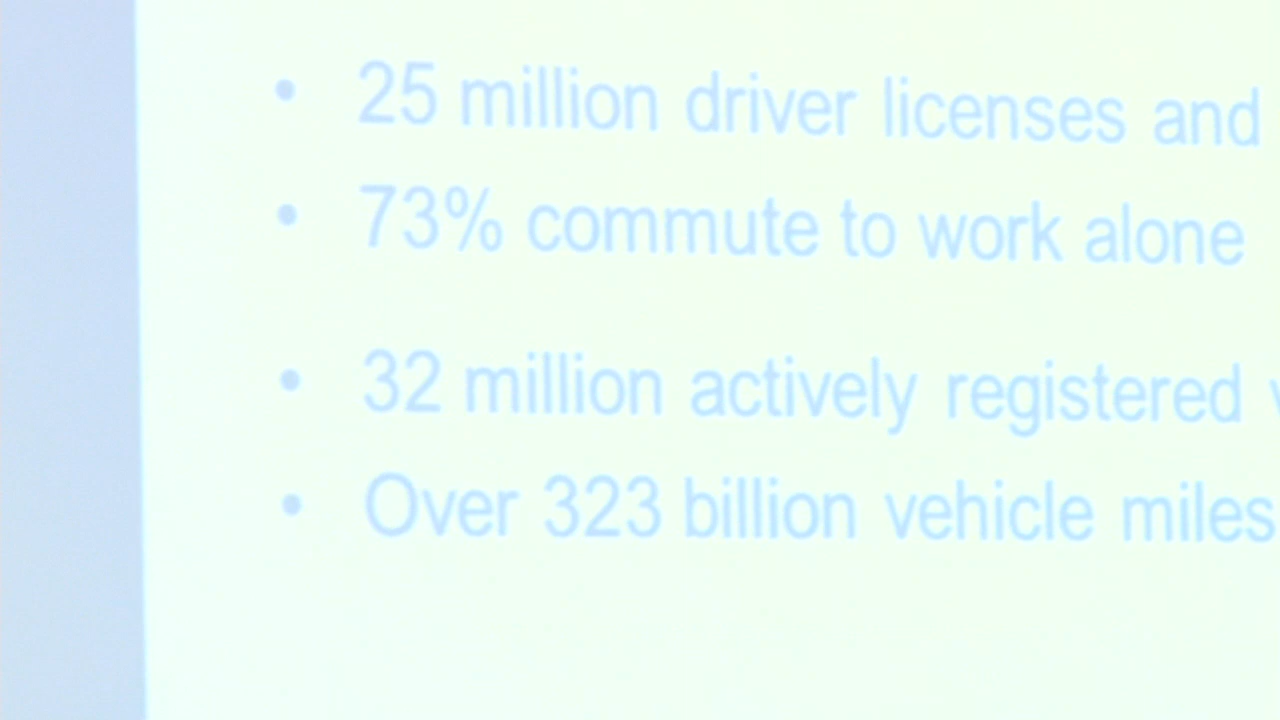 • 25 million driver licenses and
• 73% commute to work alone
• 32 million actively registered
• Over 323 billion vehicle miles